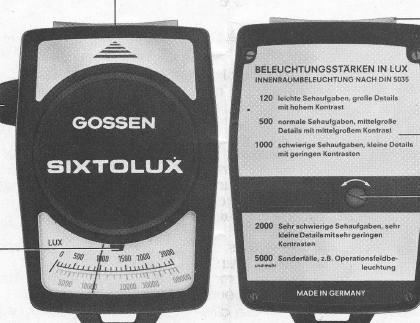 GOSSEN
SIXTOLUX
LUX
0 500 1000 1500 2000 3000
BELEUCHTUNGSSTÄRKEN IN LUX
INNENRAUMBELEUCHTUNG NACH DIN 5035
120 leichte Sehaufgaben, große Details
mit hohem Kontrast
500 normale Sehaufgaben, mittelgroße
Details mit mittelgroßem Kontrast
1000 schwierige Sehaufgaben, kleine Details
mit geringen Kontrasten
2000 Sehr schwierige Sehaufgaben, sehr
kleine Details mit sehr geringen
Kontrasten
5000 Sonderfälle, z.B. Operationsfeldbe-
und mehr leuchtung
MADE IN GERMANY